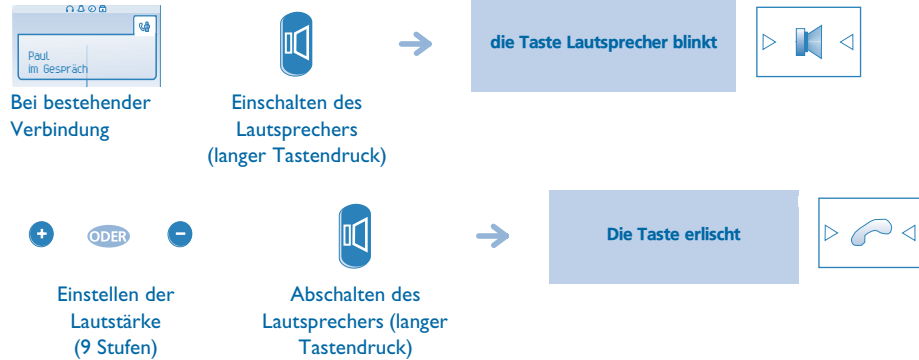 Paul
im Gespräch
die Taste Lautsprecher blinkt
Bei bestehender
Verbindung
Einschalten des
Lautsprechers
(langer Tastendruck)
+
ODER
-
Die Taste erlischt
Einstellen der
Lautstärke
(9 Stufen)
Abschalten des
Lautsprechers (langer
Tastendruck)